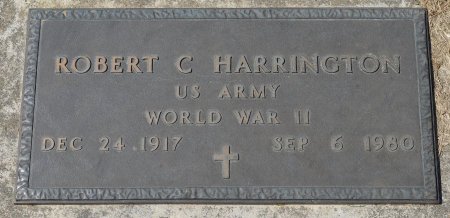 ROBERT C HARRINGTON
US ARMY
WORLD WAR II
DEC 24 1917 SEP 6 1980